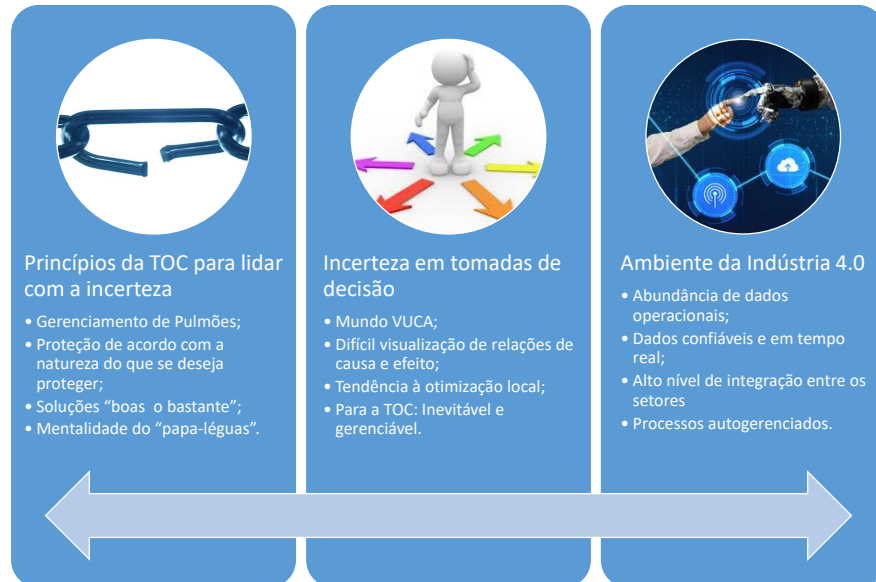 Princípios da TOC para lidar
com a incerteza
• Gerenciamento de Pulmões;
• Proteção de acordo com a
natureza do que se deseja
proteger;
• Soluções “boas o bastante”;
• Mentalidade do “papa-léguas”.
Incerteza em tomadas de
decisão
• Mundo VUCA;
• Difícil visualização de relações de
causa e efeito;
• Tendência à otimização local;
• Para a TOC: Inevitável e
gerenciável.
Ambiente da Indústria 4.0
• Abundância de dados
operacionais;
• Dados confiáveis e em tempo
real;
• Alto nível de integração entre os
setores
• Processos autogerenciados.